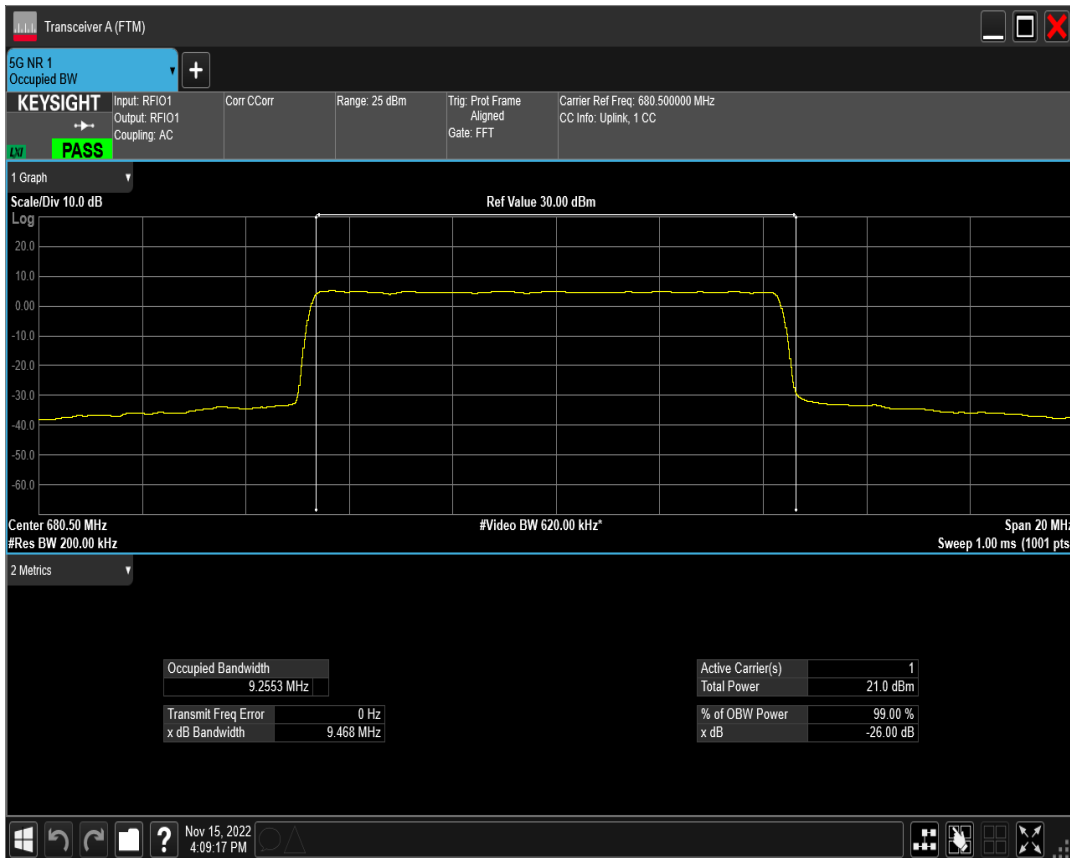 Transceiver A (FTM)
5G NR 1
Occupied BW
+
KEYSIGHT
LXI
PASS
Input: RFIO1
Output: RFIO1
Coupling: AC
Corr CCorr
Range: 25 dBm
Trig: Prot Frame
Aligned
Gate: FFT
Carrier Ref Freq: 680.500000 MHz
CC Info: Uplink, 1 CC
1 Graph
Scale/Div 10.0 dB
Ref Value 30.00 dBm
Log
20.0
10.0
0.00
-10.0
-20.0
-30.0
-40.0
-50.0
-60.0
Center 680.50 MHz
#Video BW 620.00 kHz*
Span 20 MHz
#Res BW 200.00 kHz
Sweep 1.00 ms (1001 pts
2 Metrics
Occupied Bandwidth
9.2553 MHz
Transmit Freq Error 0 Hz
x dB Bandwidth 9.468 MHz
Active Carrier(s) 1
Total Power 21.0 dBm
% of OBW Power 99.00 %
x dB -26.00 dB
?
Nov 15, 2022
4:09:17 PM